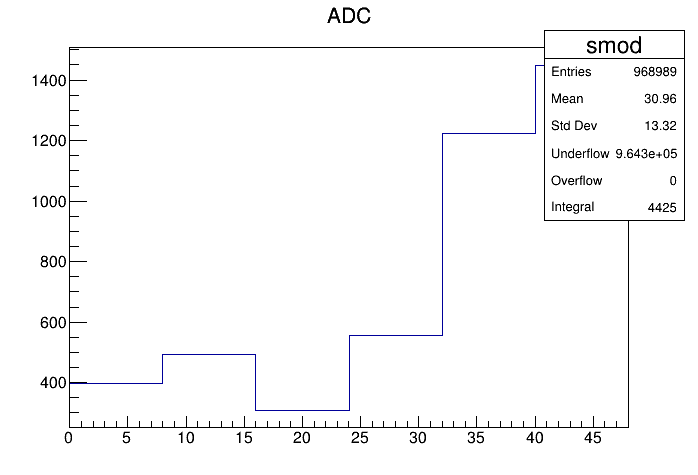 ADC
smod
Entries 968989
Mean 30.96
Std Dev 13.32
Underflow 9.643e+05
Overflow 0
Integral 4425
1400
1200
1000
800
600
400
0 5 10 15 20 25 30 35 40 45